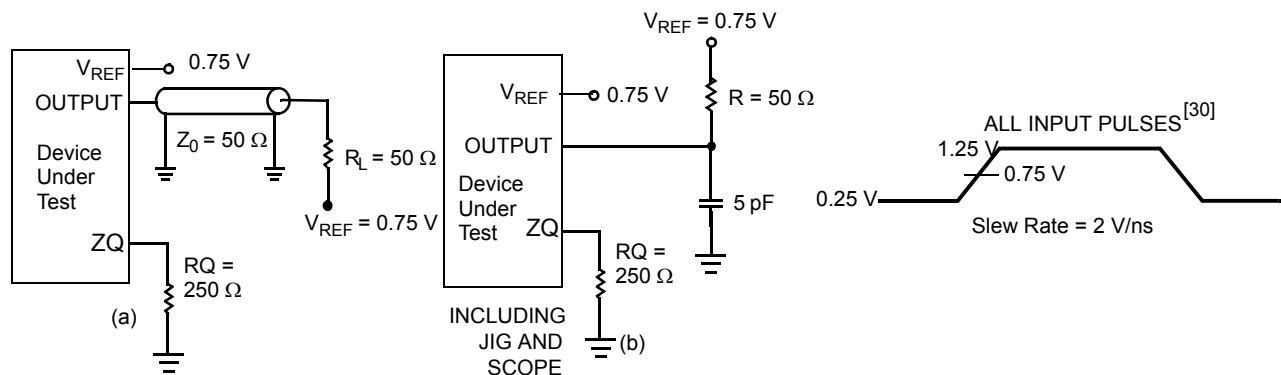 V_REF 0.75 V
OUTPUT
Z_0 = 50 Ω
Device
Under
Test
R_L = 50 Ω
V_REF = 0.75 V
ZQ
RQ =
250 Ω
(a)
V_REF = 0.75 V
R = 50 Ω
V_REF 0.75 V
OUTPUT
Device
Under
Test
5 pF
ZQ
RQ =
250 Ω
INCLUDING
JIG AND
SCOPE
(b)
ALL INPUT PULSES[30]
1.25 V
0.75 V
0.25 V
Slew Rate = 2 V/ns